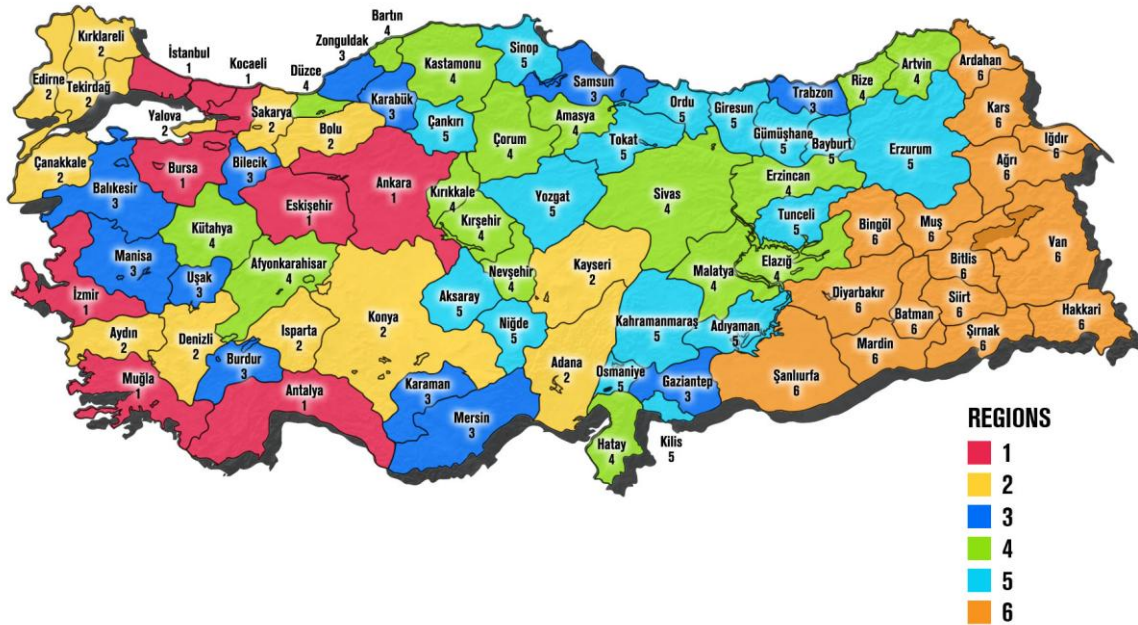 Bartın
4
Kırklareli
2
İstanbul
1
Zonguldak
3
Kocaeli
1
Düzce
4
Kastamonu
4
Sinop
5
Samsun
3
Edirne
2
Tekirdağ
2
Yalova
2
Sakarya
2
Bolu
2
Karabük
3
Çankırı
5
Çorum
4
Amasya
4
Tokat
5
Ordu
5
Giresun
5
Gümüşhane
5
Trabzon
3
Bayburt
5
Rize
4
Artvin
4
Ardahan
6
Kars
6
Iğdır
6
Ağrı
6
Erzurum
5
Çanakkale
2
Balıkesir
3
Bursa
1
Bilecik
3
Eskişehir
1
Ankara
1
Kırıkkale
4
Kırşehir
4
Yozgat
5
Sivas
4
Erzincan
4
Tunceli
5
Bingöl
6
Muş
6
Bitlis
6
Van
6
Kütahya
4
Manisa
3
Uşak
3
Afyonkarahisar
4
İzmir
1
Konya
2
Aksaray
5
Nevşehir
4
Kayseri
2
4
Malatya
4
Elazığ
4
Diyarbakır
6
Batman
6
Siirt
6
Şırnak
6
Hakkari
6
Mardin
6
Aydın
2
Denizli
2
Isparta
2
Burdur
3
Niğde
5
Adana
2
Kahramanmaraş
5
Adıyaman
5
Şanlıurfa
6
Muğla
1
Antalya
1
Karaman
3
Mersin
3
Osmaniye
5
Gaziantep
3
Hatay
4
Kilis
5
REGIONS
1
2
3
4
5
6